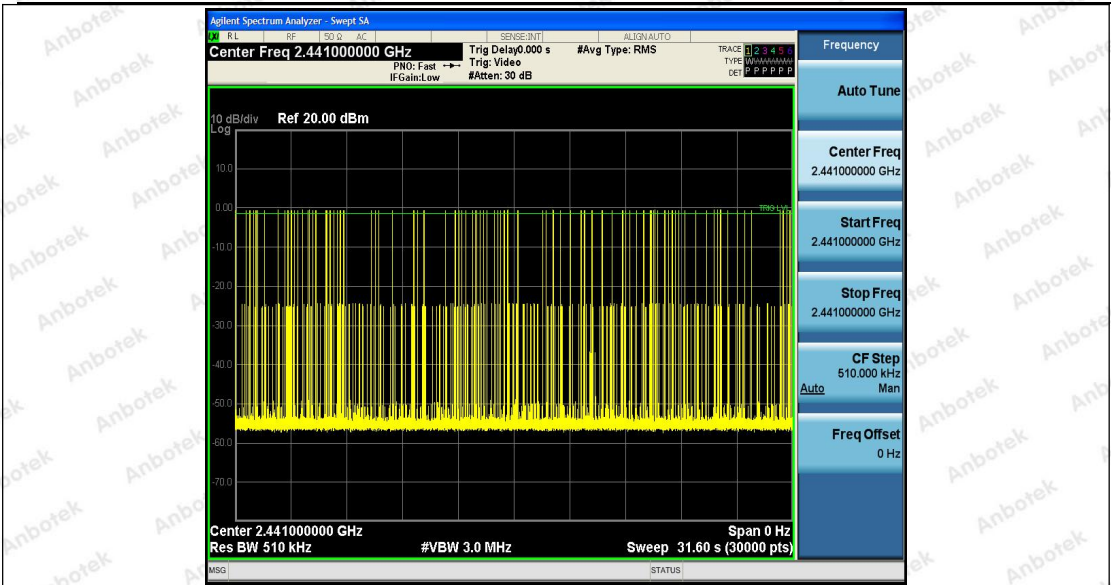 Agilent Spectrum Analyzer - Swept SA
RL RF 50 Ω AC SENSE:INT ALIGNAUTO
Center Freq 2.441000000 GHz
PNO: Fast
IFGain:Low
Trig Delay0.000 s
Trig: Video
#Atten: 30 dB
#Avg Type: RMS
TRACE 1 2 3 4 5 6
TYPE
DET P P P P P P
10 dB/div Ref 20.00 dBm
Log
10.0
0.00
TRIG LVL
-10.0
-20.0
-30.0
-40.0
-50.0
-60.0
-70.0
Center 2.441000000 GHz
Span 0 Hz
Res BW 510 kHz
#VBW 3.0 MHz
Sweep 31.60 s (30000 pts)
MSG
STATUS
Frequency
Auto Tune
Center Freq
2.441000000 GHz
Start Freq
2.441000000 GHz
Stop Freq
2.441000000 GHz
CF Step
510.000 kHz
Auto Man
Freq Offset
0 Hz
Anbotek